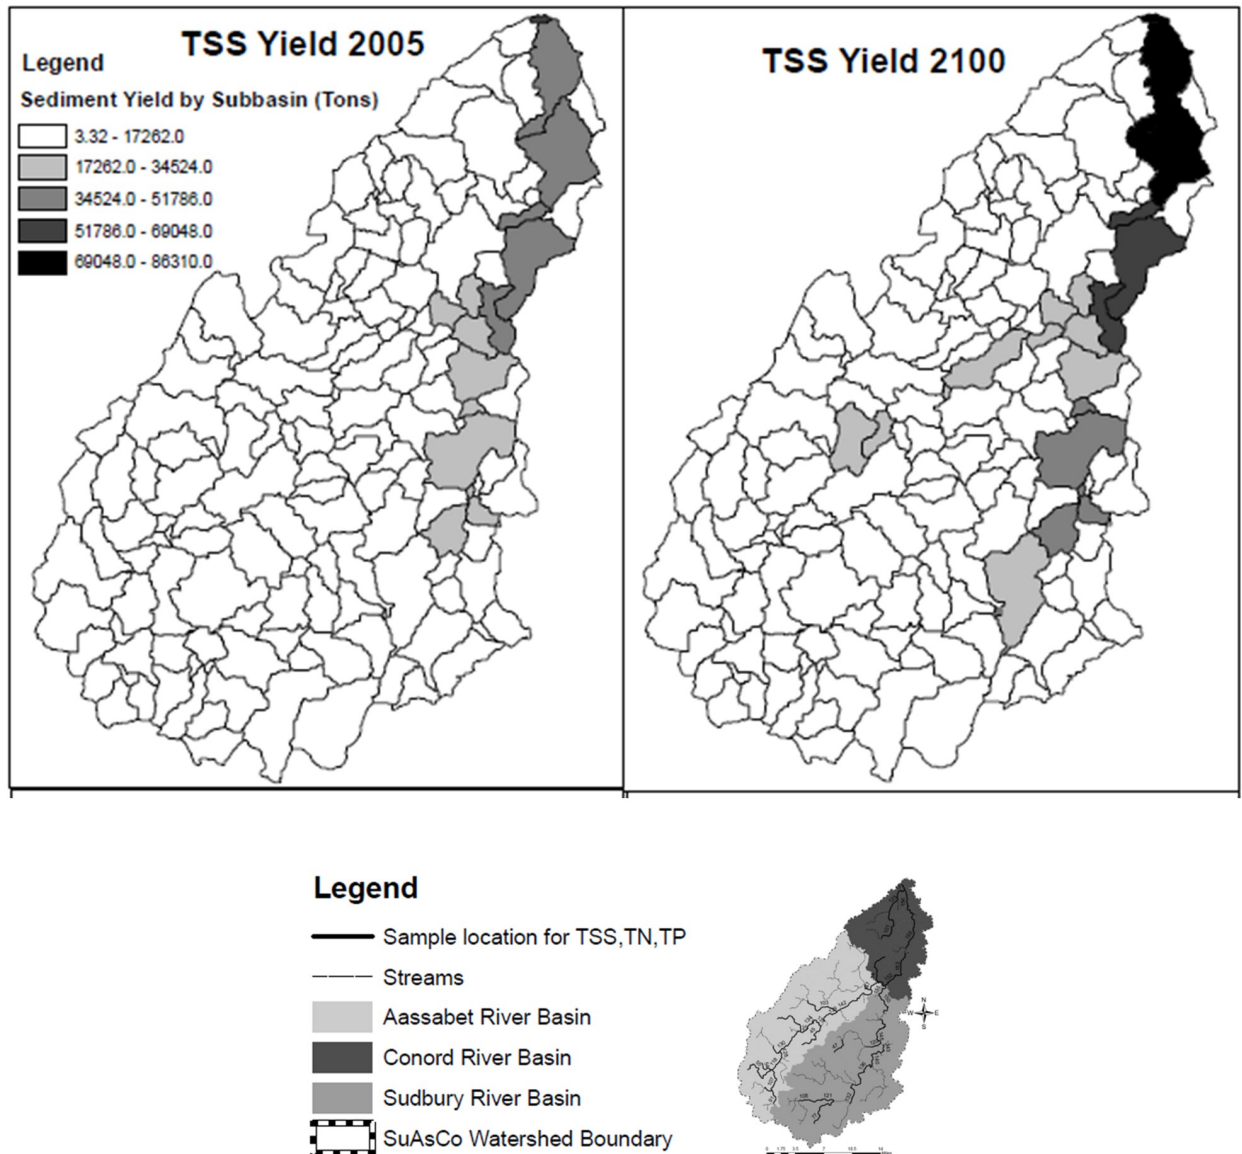 TSS Yield 2005
Legend
Sediment Yield by Subbasin (Tons)
3.32 - 17262.0
17262.0 - 34524.0
34524.0 - 51786.0
51786.0 - 69048.0
69048.0 - 86310.0
TSS Yield 2100
Legend
Sample location for TSS,TN,TP
Streams
Aassabet River Basin
Conord River Basin
Sudbury River Basin
SuAsCo Watershed Boundary
N
W E
S